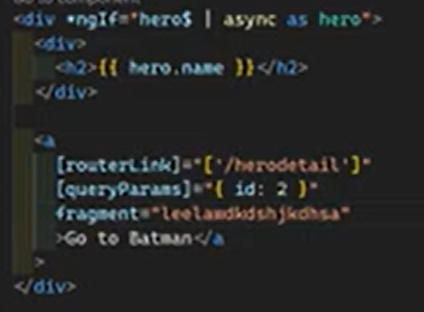 <div *ngIf="hero$ | async as hero">
<div>
<h2>{{ hero.name }}</h2>
</div>
<a
[routerLink]="['/herodetail']"
[queryParams]="{ id: 2 }"
fragment="leelamdkdshjkdhsa"
>Go to Batman</a
>
</div>